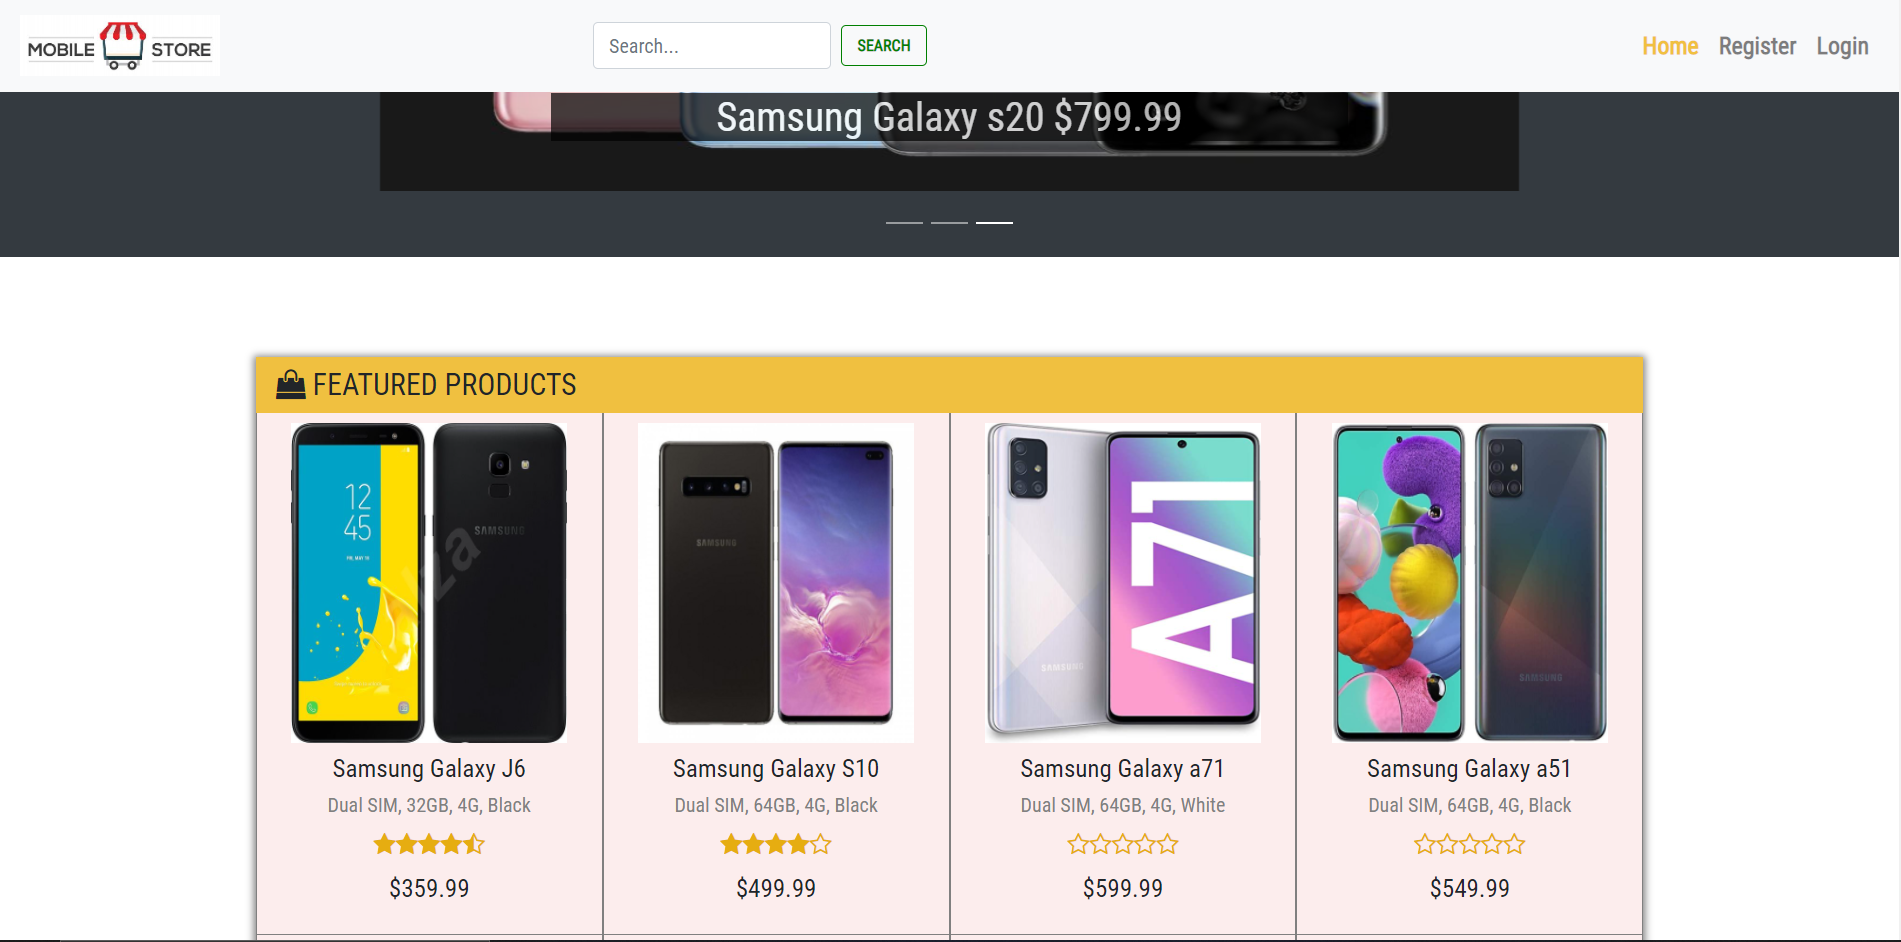 MOBILE STORE
Search...
SEARCH
Home Register Login
Samsung Galaxy s20 $799.99
FEATURED PRODUCTS
12
45
SAMSUNG
SAMSUNG
SAMSUNG
A71
SAMSUNG
Samsung Galaxy J6
Dual SIM, 32GB, 4G, Black
$359.99
Samsung Galaxy S10
Dual SIM, 64GB, 4G, Black
$499.99
Samsung Galaxy a71
Dual SIM, 64GB, 4G, White
$599.99
Samsung Galaxy a51
Dual SIM, 64GB, 4G, Black
$549.99